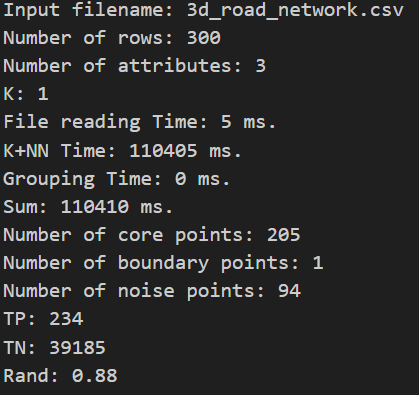 Input filename: 3d_road_network.csv
Number of rows: 300
Number of attributes: 3
K: 1
File reading Time: 5 ms.
K+NN Time: 110405 ms.
Grouping Time: 0 ms.
Sum: 110410 ms.
Number of core points: 205
Number of boundary points: 1
Number of noise points: 94
TP: 234
TN: 39185
Rand: 0.88